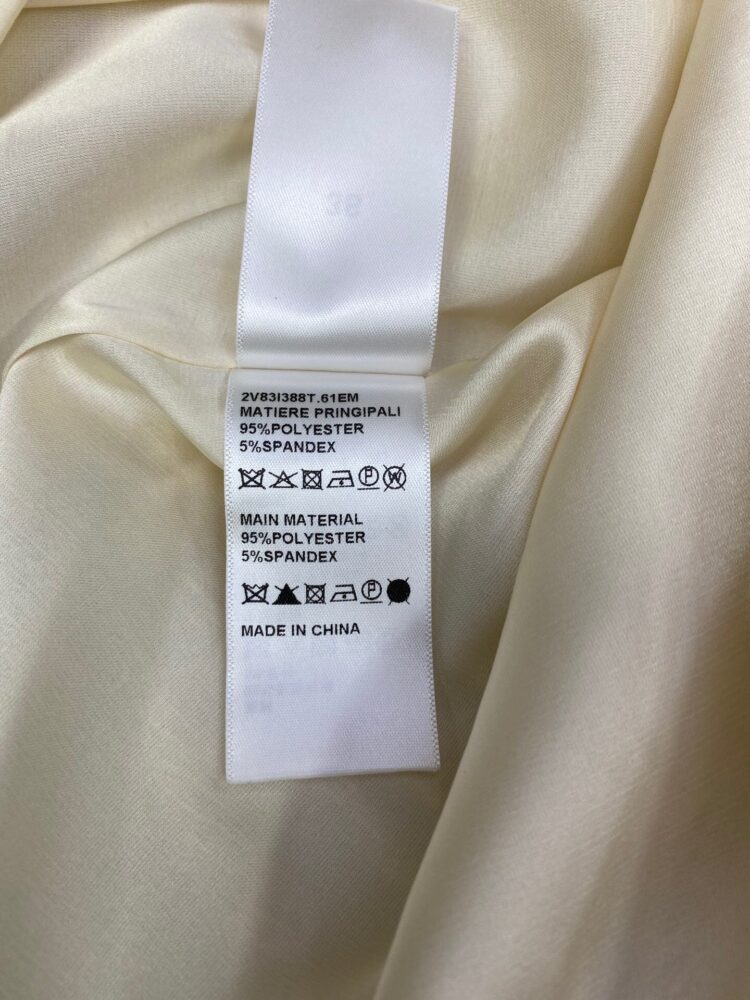 2V83I388T.61EM
MATIERE PRINGIPALI
95%POLYESTER
5%SPANDEX
P W
MAIN MATERIAL
95%POLYESTER
5%SPANDEX
P
MADE IN CHINA